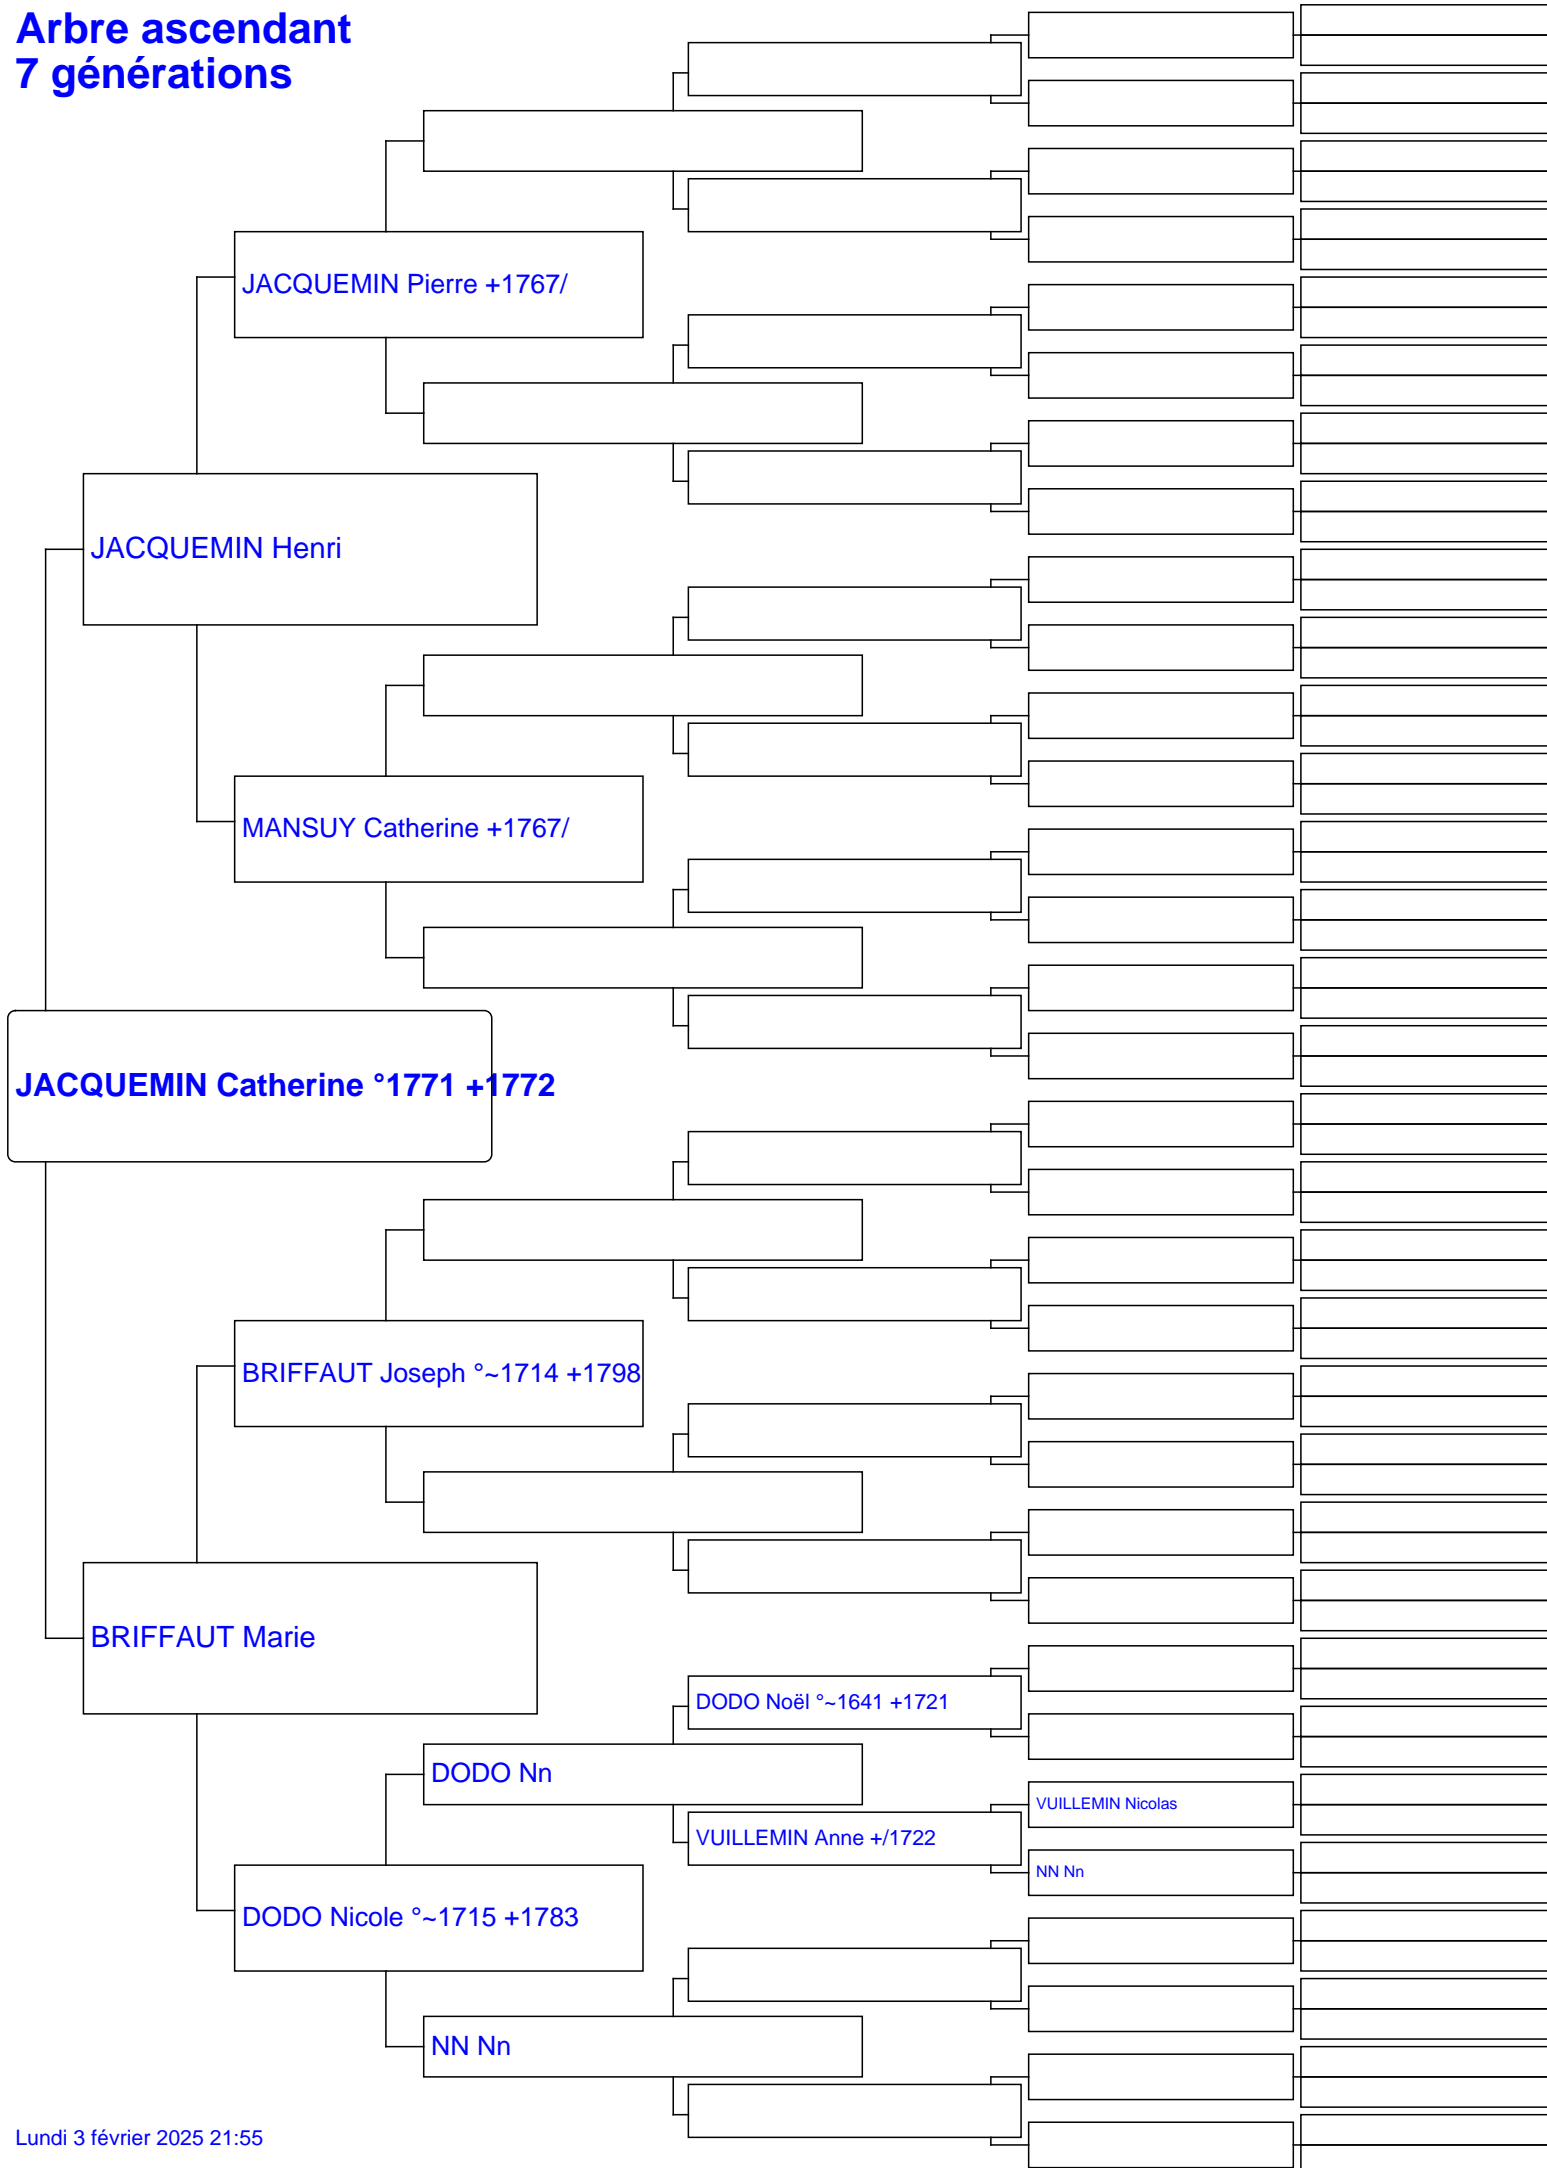 Arbre ascendant
7 générations
JACQUEMIN Pierre +1767/
JACQUEMIN Henri
MANSUY Catherine +1767/
JACQUEMIN Catherine °1771 +1772
BRIFFAUT Joseph °~1714 +1798
BRIFFAUT Marie
DODO Noël °~1641 +1721
DODO Nn
VUILLEMIN Nicolas
VUILLEMIN Anne +/1722
NN Nn
DODO Nicole °~1715 +1783
NN Nn
Lundi 3 février 2025 21:55